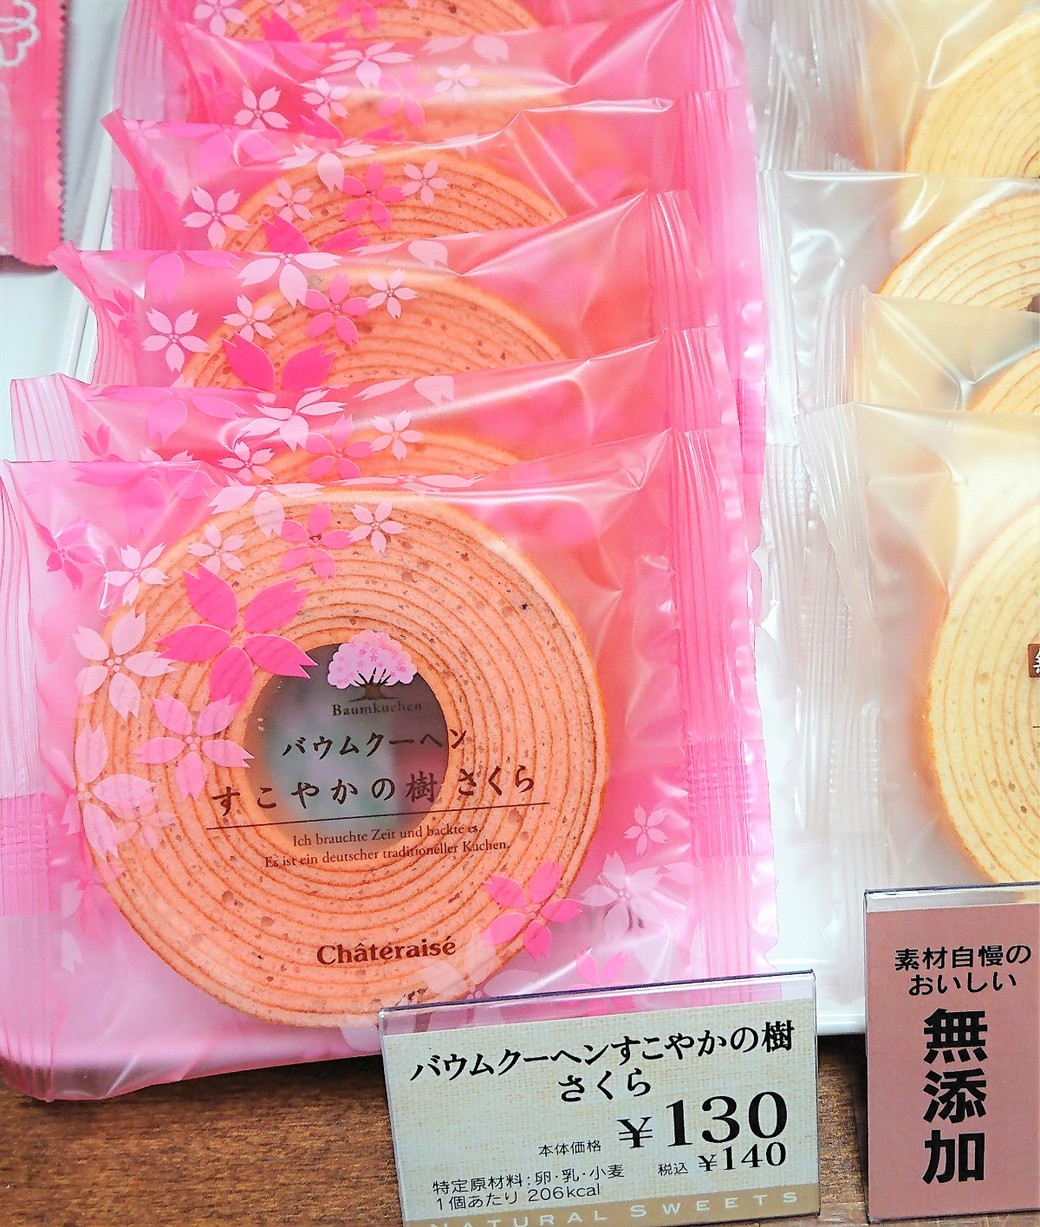 Baumkuchen
バウムクーヘン
すこやかの樹 さくら
Ich brauchte Zeit und backte es.
Es ist ein deutscher traditioneller Kuchen.
Châteraisé
バウムクーヘンすこやかの樹
さくら
本体価格 ¥130
税込 ¥140
特定原材料:卵・乳・小麦
1個あたり 206kcal
NATURAL SWEETS
素材自慢の
おいしい
無添加